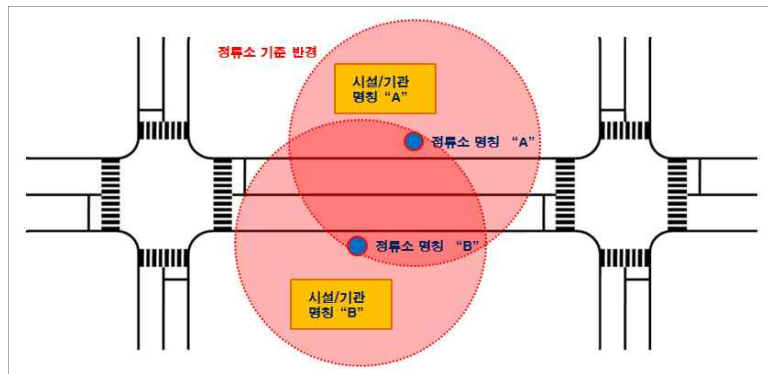 정류소 기준 반경
시설/기관
명칭 “A”
정류소 명칭 “A”
정류소 명칭 “B”
시설/기관
명칭 “B”